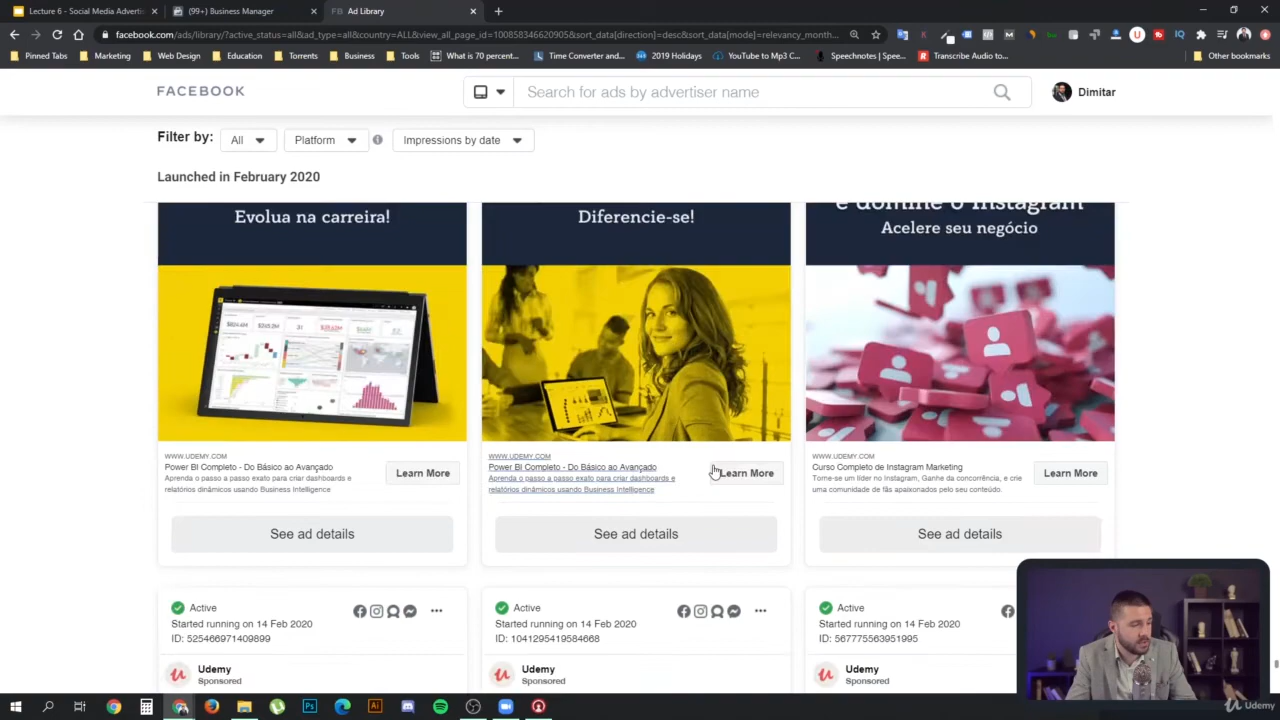 Lecture 6 - Social Media Adverti
(99+) Business Manager
Ad Library
facebook.com/ads/library/?active_status=all&ad_type=all&country=ALL&view_all_page_id=100858346620905&sort_data[direction]=desc&sort_data[mode]=relevancy_month...
Pinned Tabs
Marketing
Web Design
Education
Torrents
Business
Tools
What is 70 percent...
Time Converter and...
2019 Holidays
YouTube to Mp3 C...
Speechnotes | Spee...
Transcribe Audio to...
Other bookmarks
FACEBOOK
Search for ads by advertiser name
Dimitar
Filter by:
All
Platform
Impressions by date
Launched in February 2020
Evolua na carreira!
Diferencie-se!
e domine o Instagram
Acelere seu negócio
WWW.UDEMY.COM
Power BI Completo - Do Básico ao Avançado
Aprenda o passo a passo exato para criar dashboards e
relatórios dinâmicos usando Business Intelligence
Learn More
WWW.UDEMY.COM
Power BI Completo - Do Básico ao Avançado
Aprenda o passo a passo exato para criar dashboards e
relatórios dinâmicos usando Business Intelligence
Learn More
WWW.UDEMY.COM
Curso Completo de Instagram Marketing
Torne-se um líder no Instagram, Ganhe da concorrência, e crie
uma comunidade de fãs apaixonados pelo seu conteúdo.
Learn More
See ad details
See ad details
See ad details
Active
Started running on 14 Feb 2020
ID: 525466971409899
Udemy
Sponsored
Active
Started running on 14 Feb 2020
ID: 1041295419584668
Udemy
Sponsored
Active
Started running on 14 Feb 2020
ID: 567775563951995
Udemy
Sponsored
Udemy